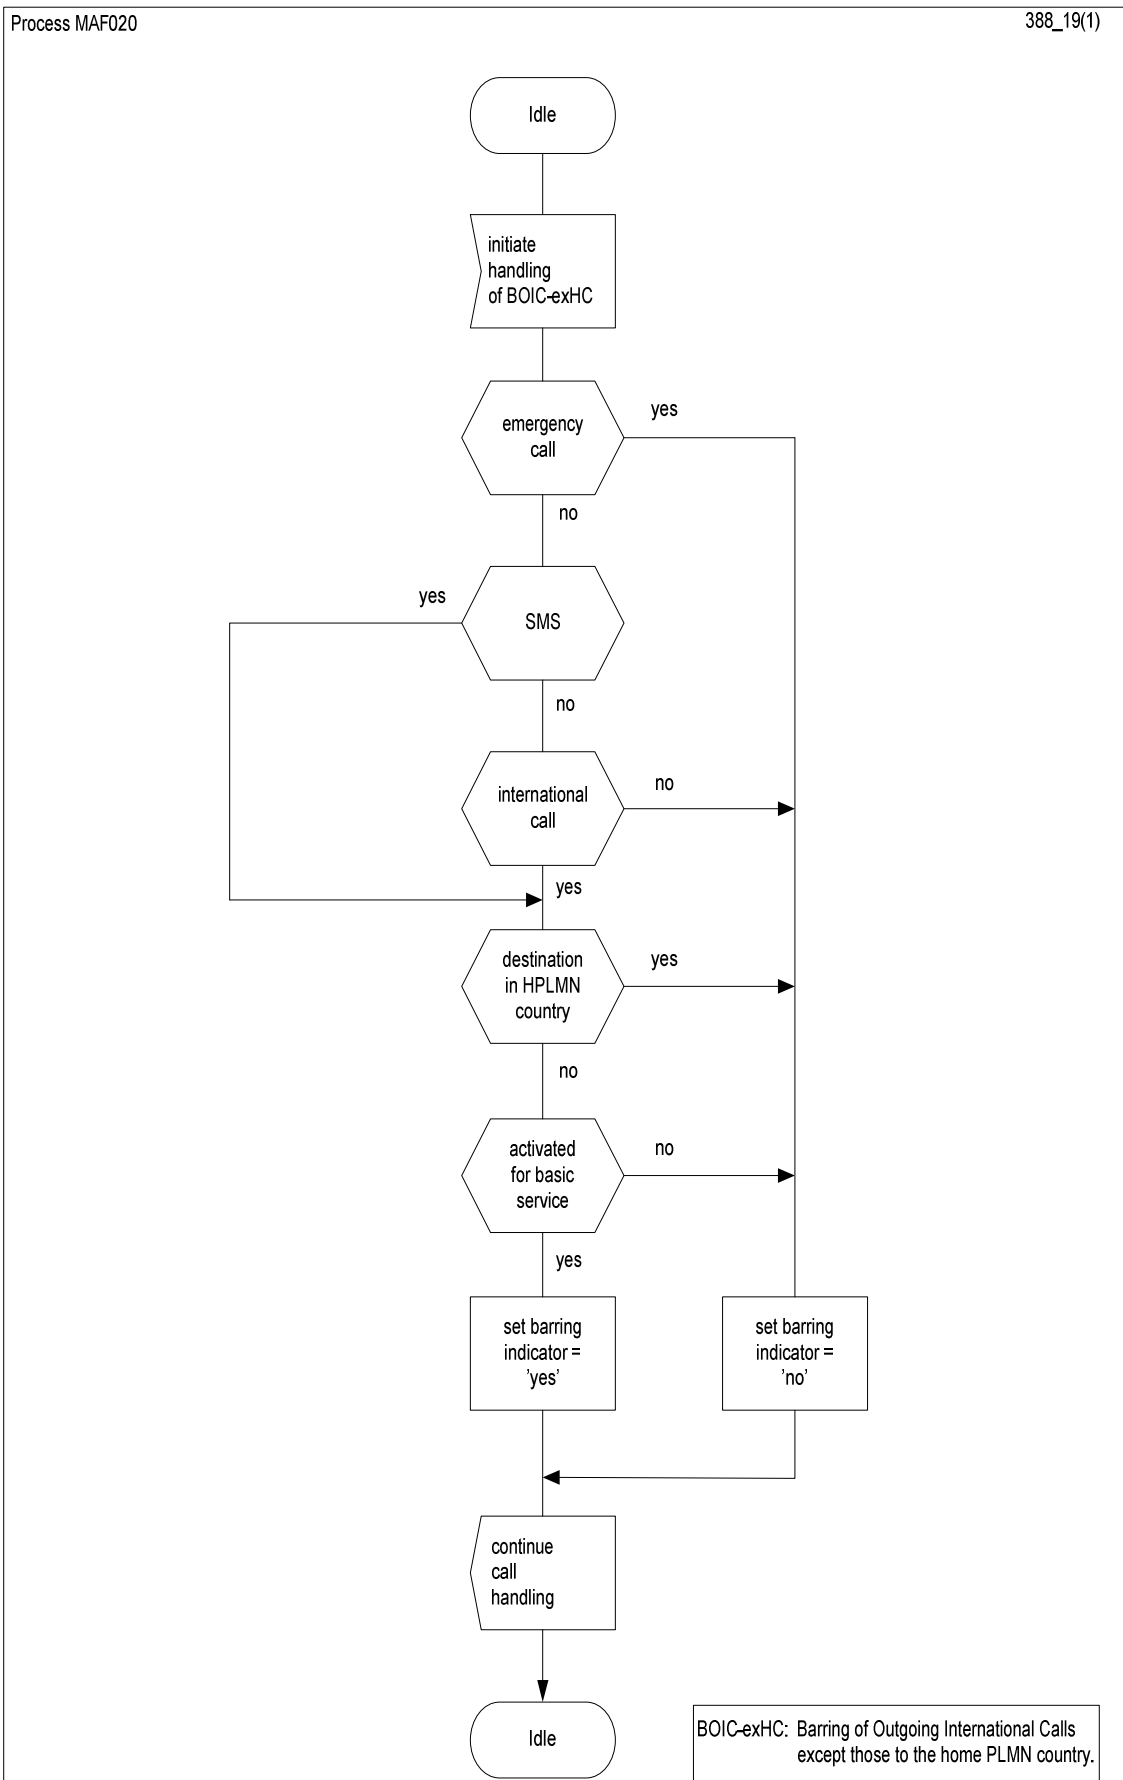 Process MAF020
388_19(1)
Idle
initiate
handling
of BOIC-exHC
emergency
call
yes
no
SMS
yes
no
international
call
no
yes
destination
in HPLMN
country
yes
no
activated
for basic
service
no
yes
set barring
indicator =
'yes'
set barring
indicator =
'no'
continue
call
handling
Idle
BOIC-exHC: Barring of Outgoing International Calls
except those to the home PLMN country.